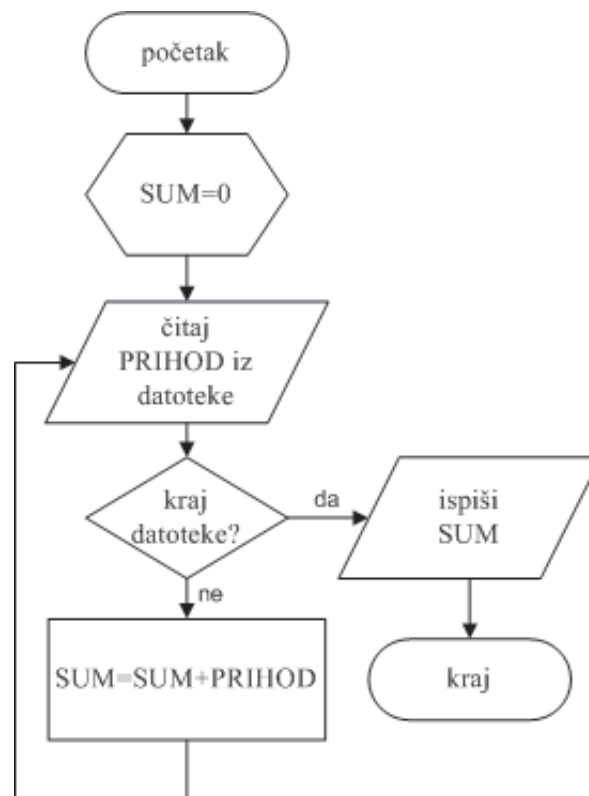 početak
SUM=0
čitaj
PRIHOD iz
datoteke
kraj
datoteke?
da
ispiši
SUM
ne
SUM=SUM+PRIHOD
kraj